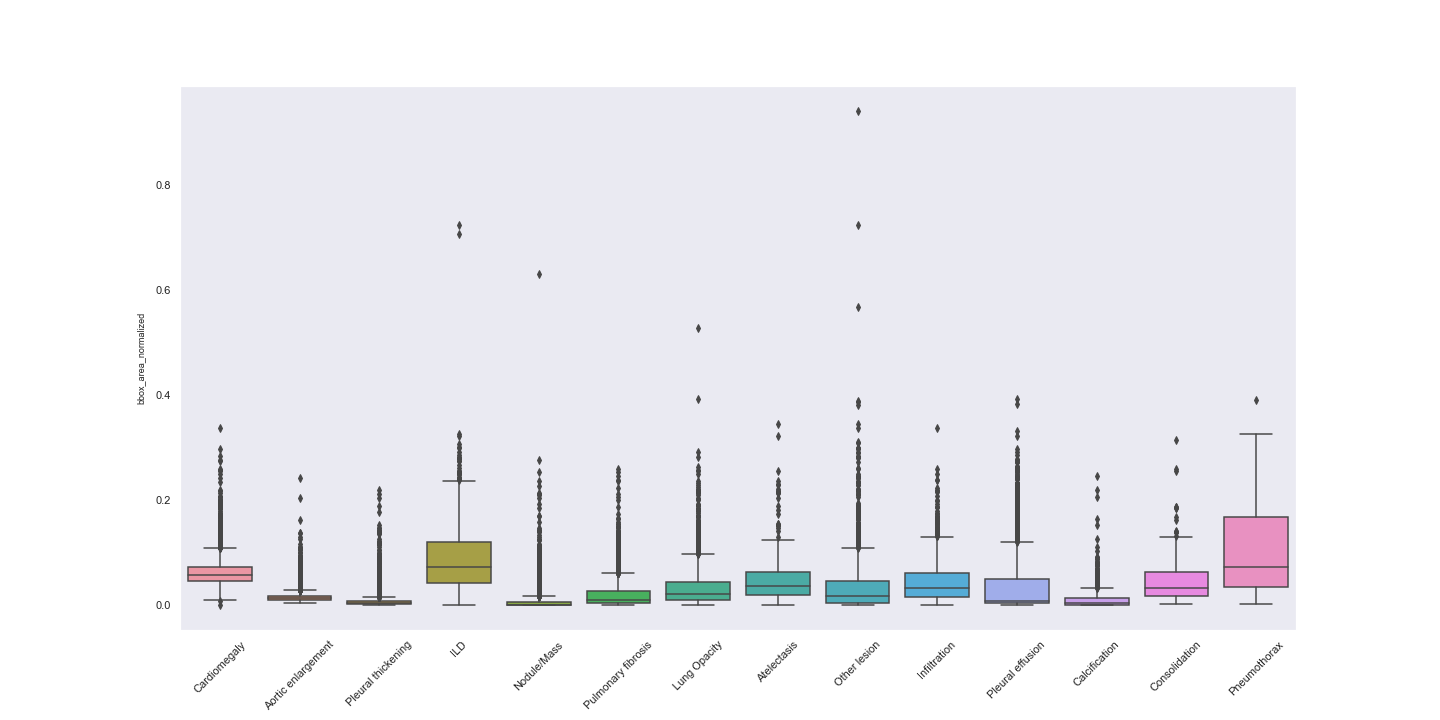 0.8
0.6
0.4
0.2
0.0
bbox_area_normalized
Cardiomegaly
Aortic enlargement
Pleural thickening
ILD
Nodule/Mass
Pulmonary fibrosis
Lung Opacity
Atelectasis
Other lesion
Infiltration
Pleural effusion
Calcification
Consolidation
Pneumothorax